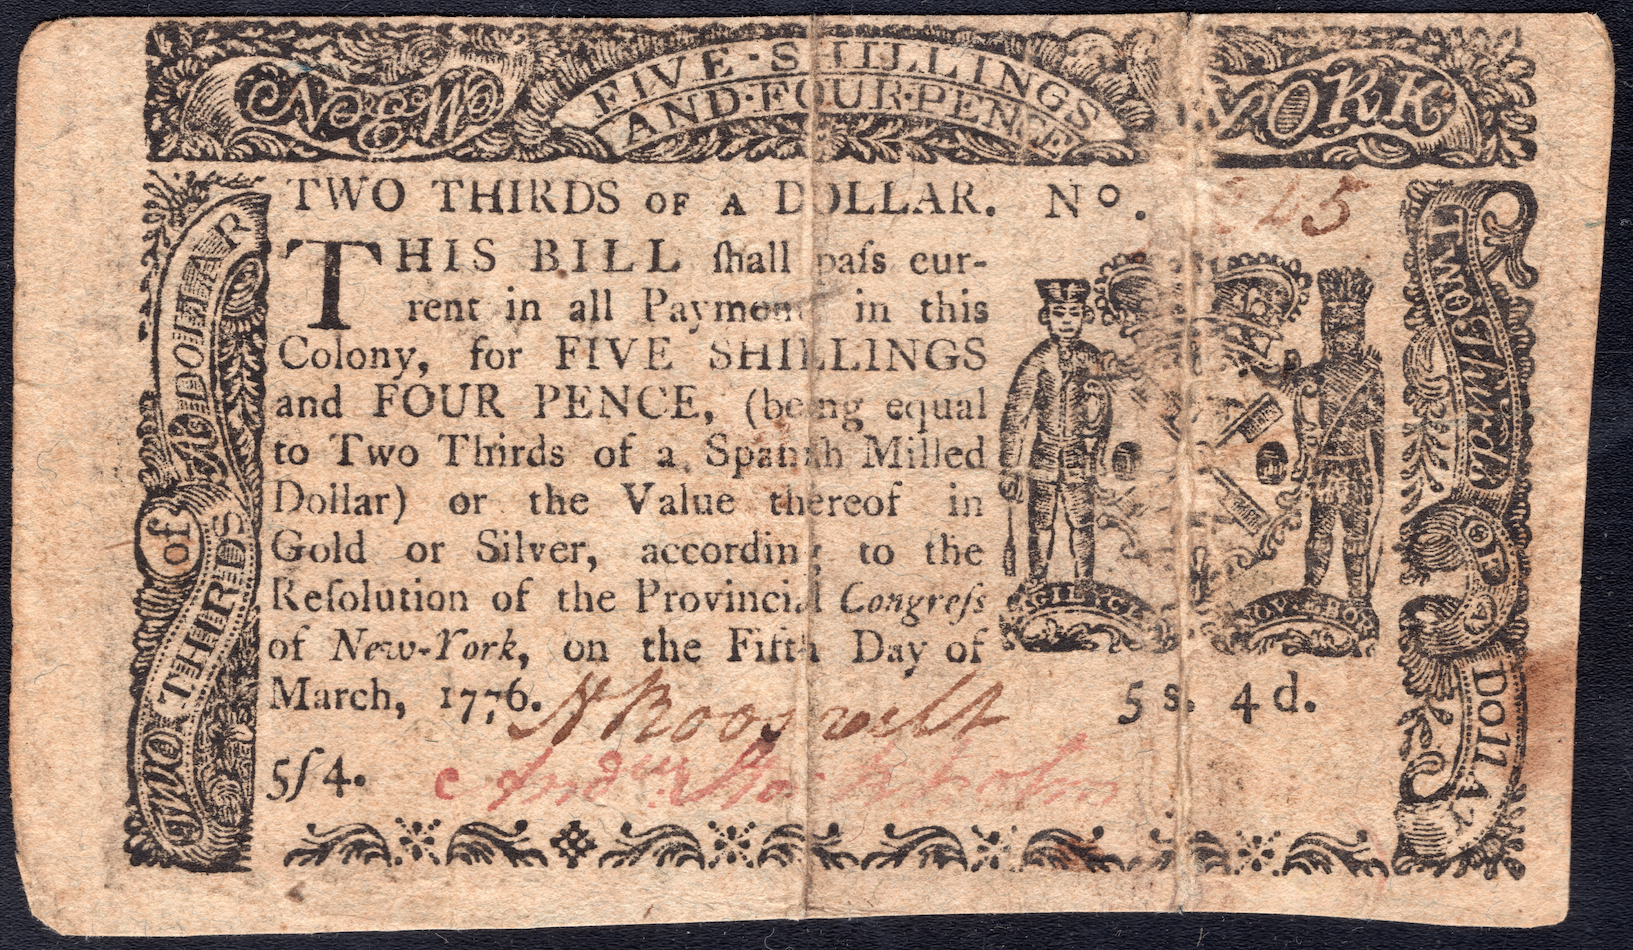 NEW FIVE·SHILLINGS YORK
AND·FOUR·PENCE
TWO THIRDS OF A DOLLAR. No. 45
THIS BILL ſhall paſs cur-
rent in all Payments in this
Colony, for FIVE SHILLINGS
and FOUR PENCE, (being equal
to Two Thirds of a Spaniſh Milled
Dollar) or the Value thereof in
Gold or Silver, according to the
Reſolution of the Provincial Congreſs
of New-York, on the Fifth Day of
March, 1776.
N Roosevelt
5 s. 4 d.
5ſ4.
TWO THIRDS of A DOLLAR
Two Thirds OF A DOllAR